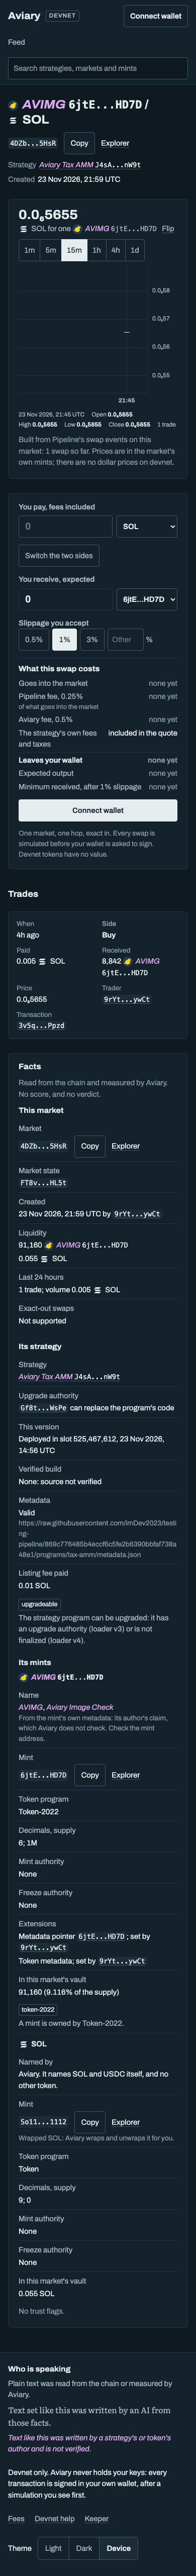 Aviary DEVNET Connect wallet
Feed
Search strategies, markets and mints
AVIMG 6jtE...HD7D /
SOL
4DZb...5HsR Copy Explorer
Strategy Aviary Tax AMM J4sA...nW9t
Created 23 Nov 2026, 21:59 UTC
0.0₆5655
SOL for one AVIMG 6jtE...HD7D Flip
1m 5m 15m 1h 4h 1d
0.0₆58
0.0₆57
0.0₆56
0.0₆55
21:45
23 Nov 2026, 21:45 UTC Open 0.0₆5655
High 0.0₆5655 Low 0.0₆5655 Close 0.0₆5655 1 trade
Built from Pipeline's swap events on this
market: 1 swap so far. Prices are in the market's
own mints; there are no dollar prices on devnet.
You pay, fees included
0 SOL
Switch the two sides
You receive, expected
0 6jtE...HD7D
Slippage you accept
0.5% 1% 3% Other %
What this swap costs
Goes into the market none yet
Pipeline fee, 0.25% none yet
of what goes into the market
Aviary fee, 0.5% none yet
The strategy's own fees included in the quote
and taxes
Leaves your wallet none yet
Expected output none yet
Minimum received, after 1% slippage none yet
Connect wallet
One market, one hop, exact in. Every swap is
simulated before your wallet is asked to sign.
Devnet tokens have no value.
Trades
When Side
4h ago Buy
Paid Received
0.005 SOL 8,842 AVIMG
6jtE...HD7D
Price Trader
0.0₆5655 9rYt...ywCt
Transaction
3v5q...Ppzd
Facts
Read from the chain and measured by Aviary.
No score, and no verdict.
This market
Market
4DZb...5HsR Copy Explorer
Market state
FT8v...HL5t
Created
23 Nov 2026, 21:59 UTC by 9rYt...ywCt
Liquidity
91,160 AVIMG 6jtE...HD7D
0.055 SOL
Last 24 hours
1 trade; volume 0.005 SOL
Exact-out swaps
Not supported
Its strategy
Strategy
Aviary Tax AMM J4sA...nW9t
Upgrade authority
Gf8t...WsPe can replace the program's code
This version
Deployed in slot 525,467,612, 23 Nov 2026,
14:56 UTC
Verified build
None: source not verified
Metadata
Valid
https://raw.githubusercontent.com/imDev2023/testi
ng-
pipeline/869c776485b4eccf6c5fe2b6390bbfaf738a
48e1/programs/tax-amm/metadata.json
Listing fee paid
0.01 SOL
upgradeable
The strategy program can be upgraded: it has
an upgrade authority (loader v3) or is not
finalized (loader v4).
Its mints
AVIMG 6jtE...HD7D
Name
AVIMG, Aviary Image Check
From the mint's own metadata: its author's claim,
which Aviary does not check. Check the mint
address.
Mint
6jtE...HD7D Copy Explorer
Token program
Token-2022
Decimals, supply
6; 1M
Mint authority
None
Freeze authority
None
Extensions
Metadata pointer 6jtE...HD7D; set by
9rYt...ywCt
Token metadata; set by 9rYt...ywCt
In this market's vault
91,160 (9.116% of the supply)
token-2022
A mint is owned by Token-2022.
SOL
Named by
Aviary. It names SOL and USDC itself, and no
other token.
Mint
So11...1112 Copy Explorer
Wrapped SOL: Aviary wraps and unwraps it for you.
Token program
Token
Decimals, supply
9; 0
Mint authority
None
Freeze authority
None
In this market's vault
0.055 SOL
No trust flags.
Who is speaking
Plain text was read from the chain or measured by
Aviary.
Text set like this was written by an AI from
those facts.
Text like this was written by a strategy's or token's
author and is not verified.
Devnet only. Aviary never holds your keys: every
transaction is signed in your own wallet, after a
simulation you see first.
Fees Devnet help Keeper
Theme Light Dark Device